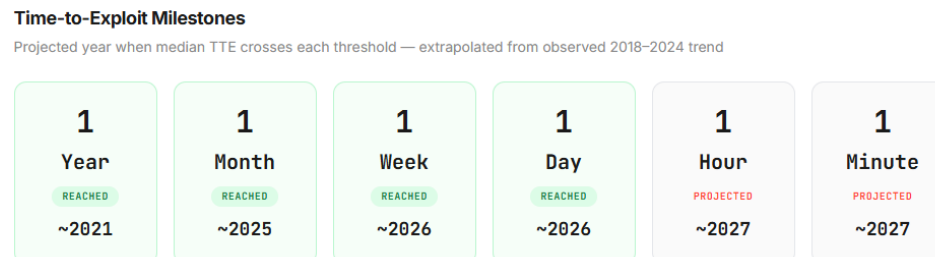 Time-to-Exploit Milestones
Projected year when median TTE crosses each threshold — extrapolated from observed 2018–2024 trend
1
Year
REACHED
~2021
1
Month
REACHED
~2025
1
Week
REACHED
~2026
1
Day
REACHED
~2026
1
Hour
PROJECTED
~2027
1
Minute
PROJECTED
~2027